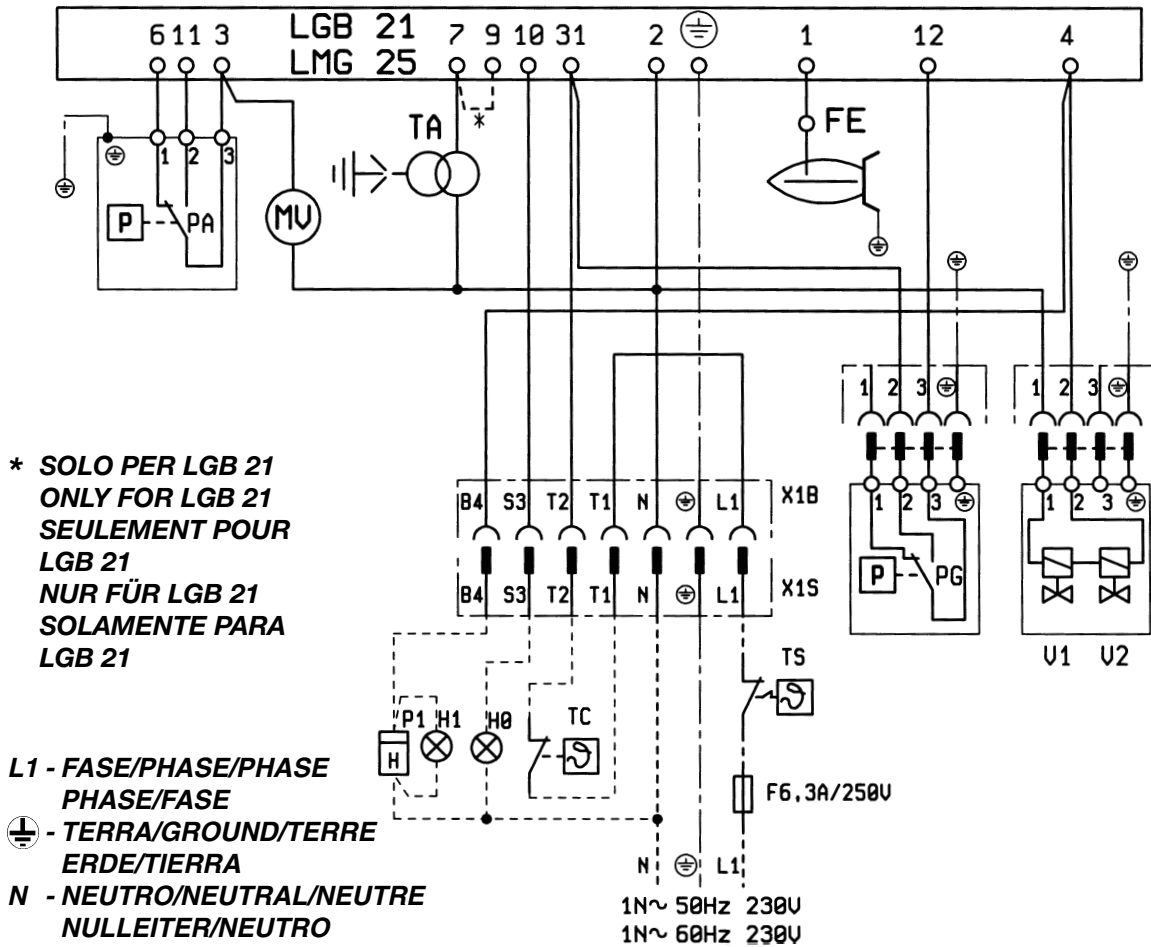 LGB 21
LMG 25
6 11 3 7 9 10 31 2 1 12 4
*
TA
FE
1 2 3
P PA
MV
1 2 3 1 2 3
* SOLO PER LGB 21
ONLY FOR LGB 21
SEULEMENT POUR
LGB 21
NUR FÜR LGB 21
SOLAMENTE PARA
LGB 21
B4 S3 T2 T1 N L1 X1B
B4 S3 T2 T1 N L1 X1S
1 2 3 1 2 3
P PG
V1 V2
TS
P1 H1 H0 TC
H
F6,3A/250V
L1 - FASE/PHASE/PHASE
PHASE/FASE
- TERRA/GROUND/TERRE
ERDE/TIERRA
N - NEUTRO/NEUTRAL/NEUTRE
NULLEITER/NEUTRO
N L1
1N~ 50Hz 230V
1N~ 60Hz 230V